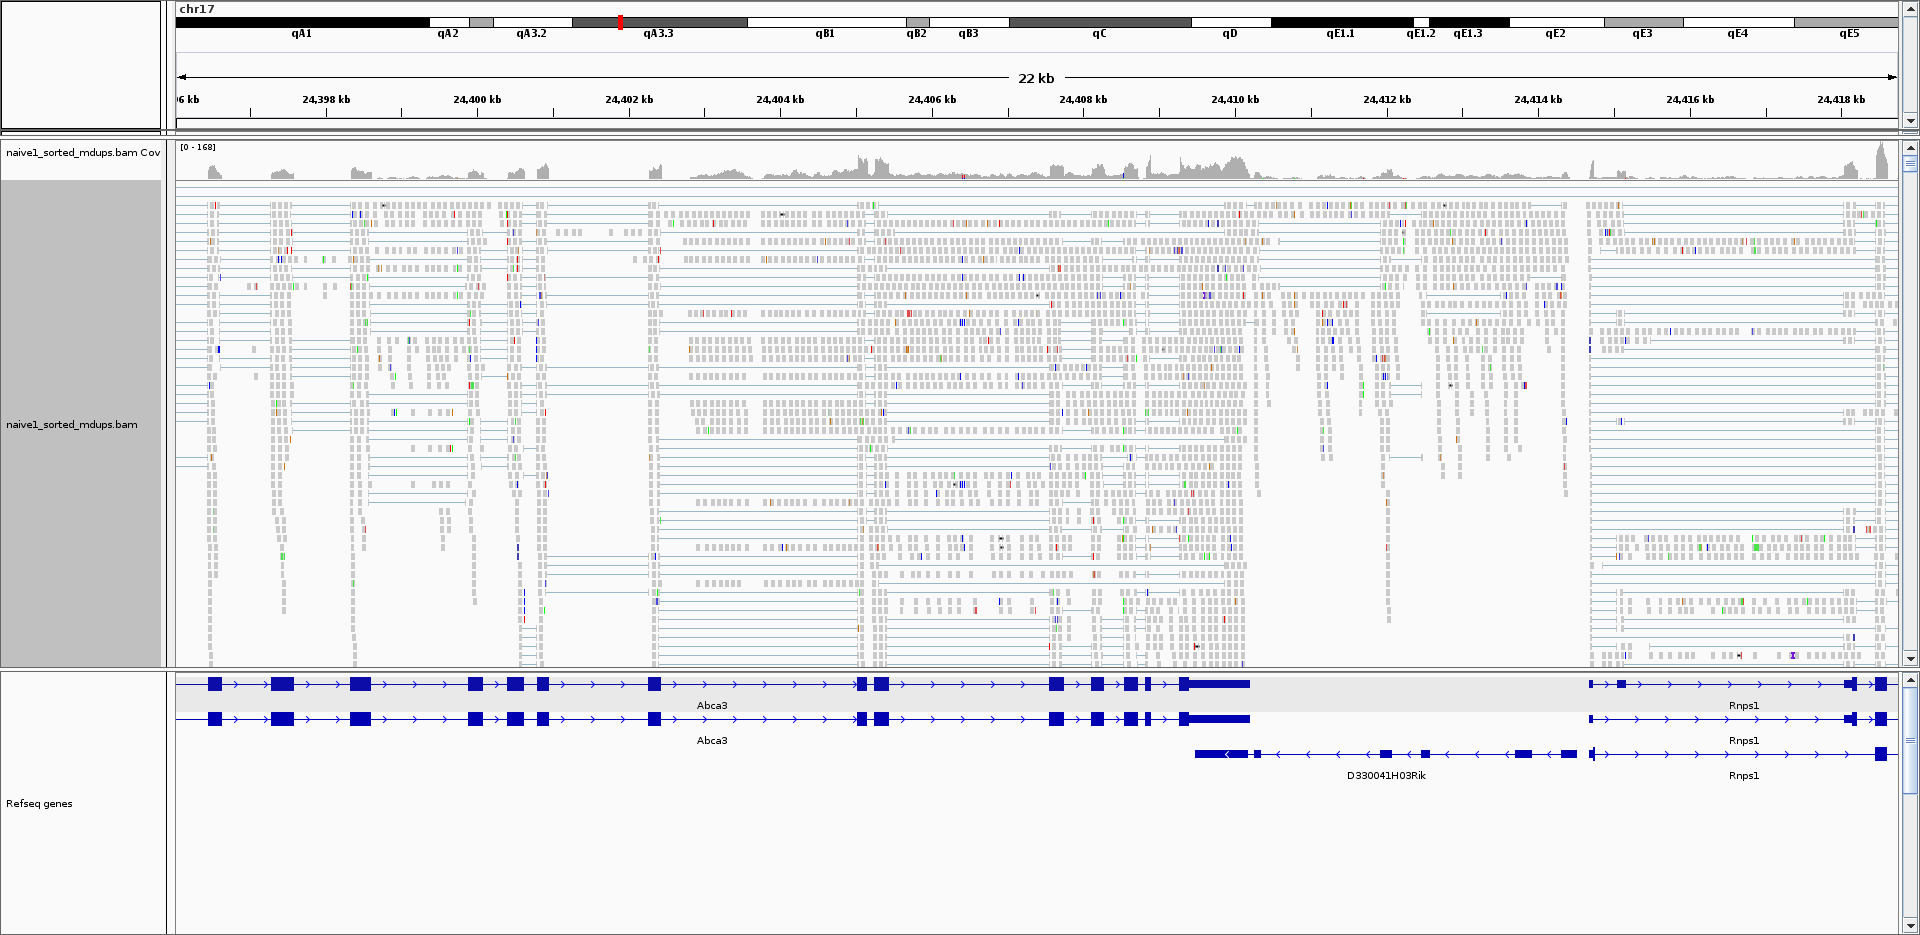 chr17
qA1 qA2 qA3.2 qA3.3 qB1 qB2 qB3 qC qD qE1.1 qE1.2 qE1.3 qE2 qE3 qE4 qE5
22 kb
6 kb 24,398 kb 24,400 kb 24,402 kb 24,404 kb 24,406 kb 24,408 kb 24,410 kb 24,412 kb 24,414 kb 24,416 kb 24,418 kb
[0 - 168]
naive1_sorted_mdups.bam Cov
naive1_sorted_mdups.bam
Abca3 Rnps1
Abca3 Rnps1
D330041H03Rik Rnps1
Refseq genes